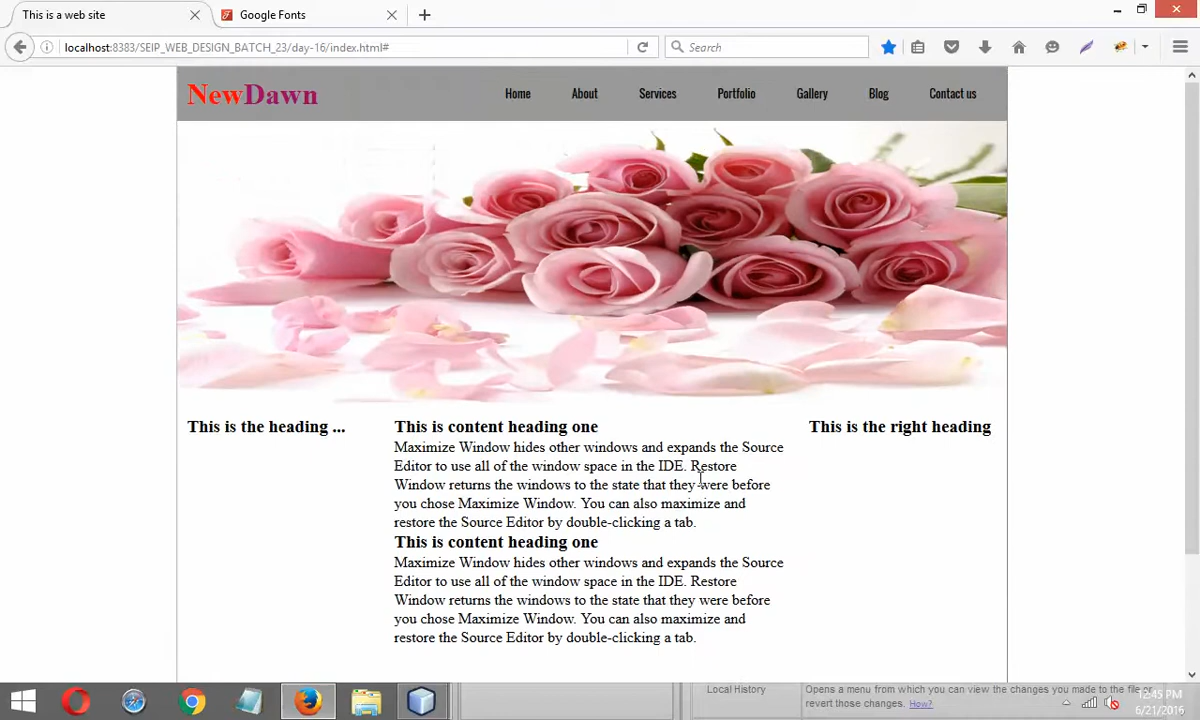 This is a web site
Google Fonts
localhost:8383/SEIP_WEB_DESIGN_BATCH_23/day-16/index.html#
Search
NewDawn
Home About Services Portfolio Gallery Blog Contact us
This is the heading ...
This is content heading one
Maximize Window hides other windows and expands the Source
Editor to use all of the window space in the IDE. Restore
Window returns the windows to the state that they were before
you chose Maximize Window. You can also maximize and
restore the Source Editor by double-clicking a tab.
This is content heading one
Maximize Window hides other windows and expands the Source
Editor to use all of the window space in the IDE. Restore
Window returns the windows to the state that they were before
you chose Maximize Window. You can also maximize and
restore the Source Editor by double-clicking a tab.
This is the right heading
Local History
Opens a menu from which you can view the changes you made to the file or
revert those changes. How?
12:45 PM
6/21/2016